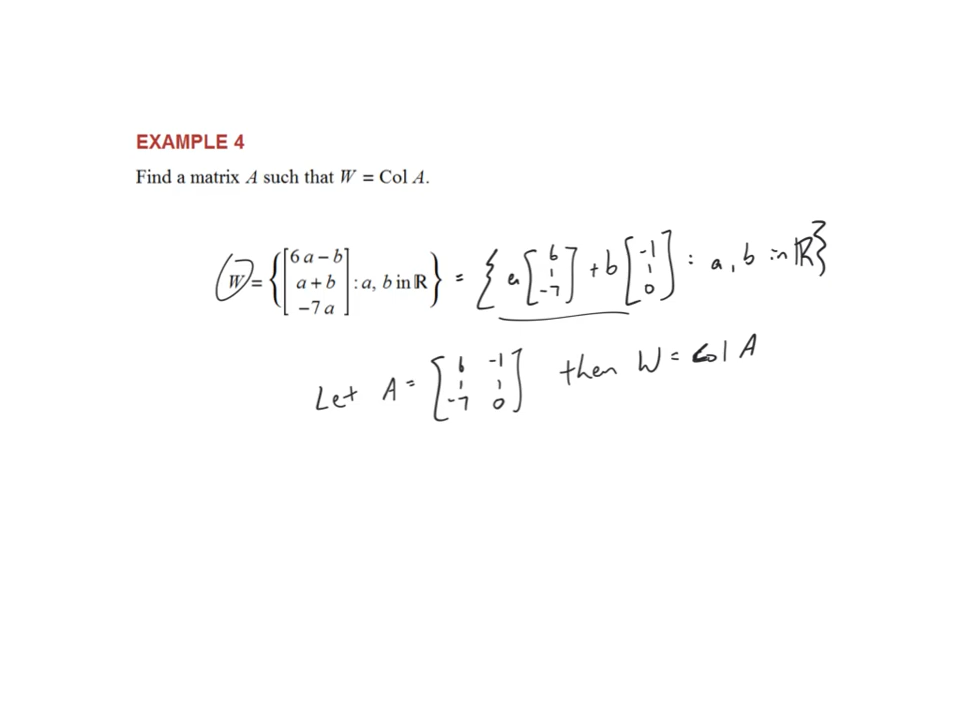 EXAMPLE 4
Find a matrix A such that W = Col A.
W = { [6a − b; a + b; −7a] : a, b in ℝ } = { a [6; 1; -7] + b [-1; 1; 0] : a, b in ℝ }
Let A = [6 -1; 1 1; -7 0] then W = Col A